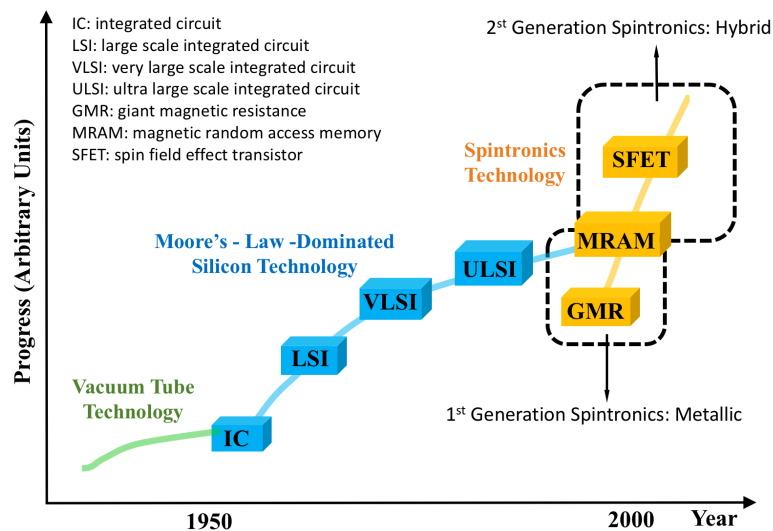 IC: integrated circuit
LSI: large scale integrated circuit
VLSI: very large scale integrated circuit
ULSI: ultra large scale integrated circuit
GMR: giant magnetic resistance
MRAM: magnetic random access memory
SFET: spin field effect transistor
2st Generation Spintronics: Hybrid
Spintronics
Technology
SFET
MRAM
GMR
Moore's - Law -Dominated
Silicon Technology
ULSI
VLSI
LSI
IC
Vacuum Tube
Technology
1st Generation Spintronics: Metallic
Progress (Arbitrary Units)
1950
2000
Year